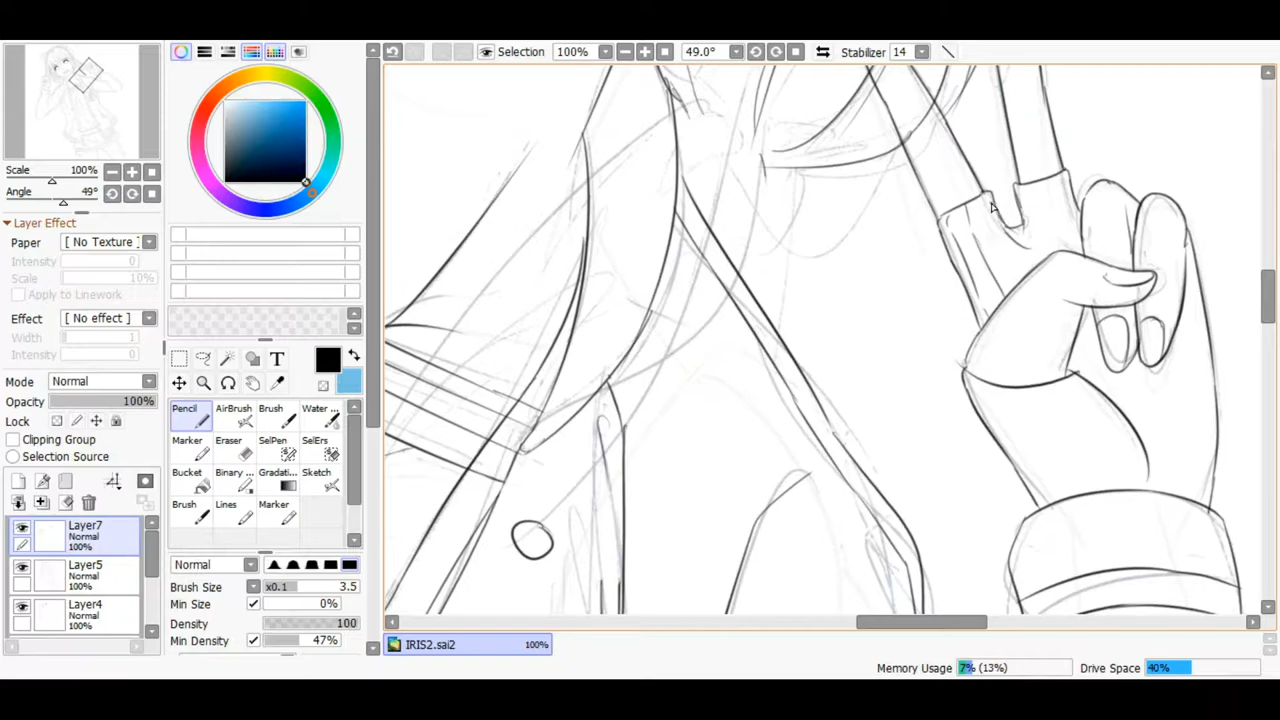 Selection 100% 49.0° Stabilizer 14
Scale 100%
Angle 49°
Layer Effect
Paper [ No Texture ]
Intensity 0
Scale 10%
Apply to Linework
Effect [ No effect ]
Width 1
Intensity 0
Mode Normal
Opacity 100%
Lock
Clipping Group
Selection Source
Layer7
Normal
100%
Layer5
Normal
100%
Layer4
Normal
100%
T
Pencil AirBrush Brush Water ...
Marker Eraser SelPen SelErs
Bucket Binary ... Gradati... Sketch
Brush Lines Marker
Normal
Brush Size x0.1 3.5
Min Size 0%
Density 100
Min Density 47%
IRIS2.sai2 100%
Memory Usage 7% (13%) Drive Space 40%